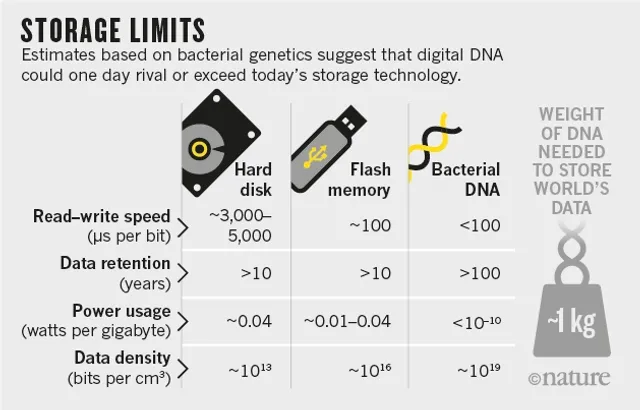 STORAGE LIMITS
Estimates based on bacterial genetics suggest that digital DNA
could one day rival or exceed today's storage technology.
Hard
disk
Flash
memory
Bacterial
DNA
Read–write speed
(µs per bit)
~3,000–
5,000
~100
<100
Data retention
(years)
>10
>10
>100
Power usage
(watts per gigabyte)
~0.04
~0.01–0.04
<10⁻¹⁰
Data density
(bits per cm³)
~10¹³
~10¹⁶
~10¹⁹
WEIGHT
OF DNA
NEEDED
TO STORE
WORLD'S
DATA
~1 kg
©nature